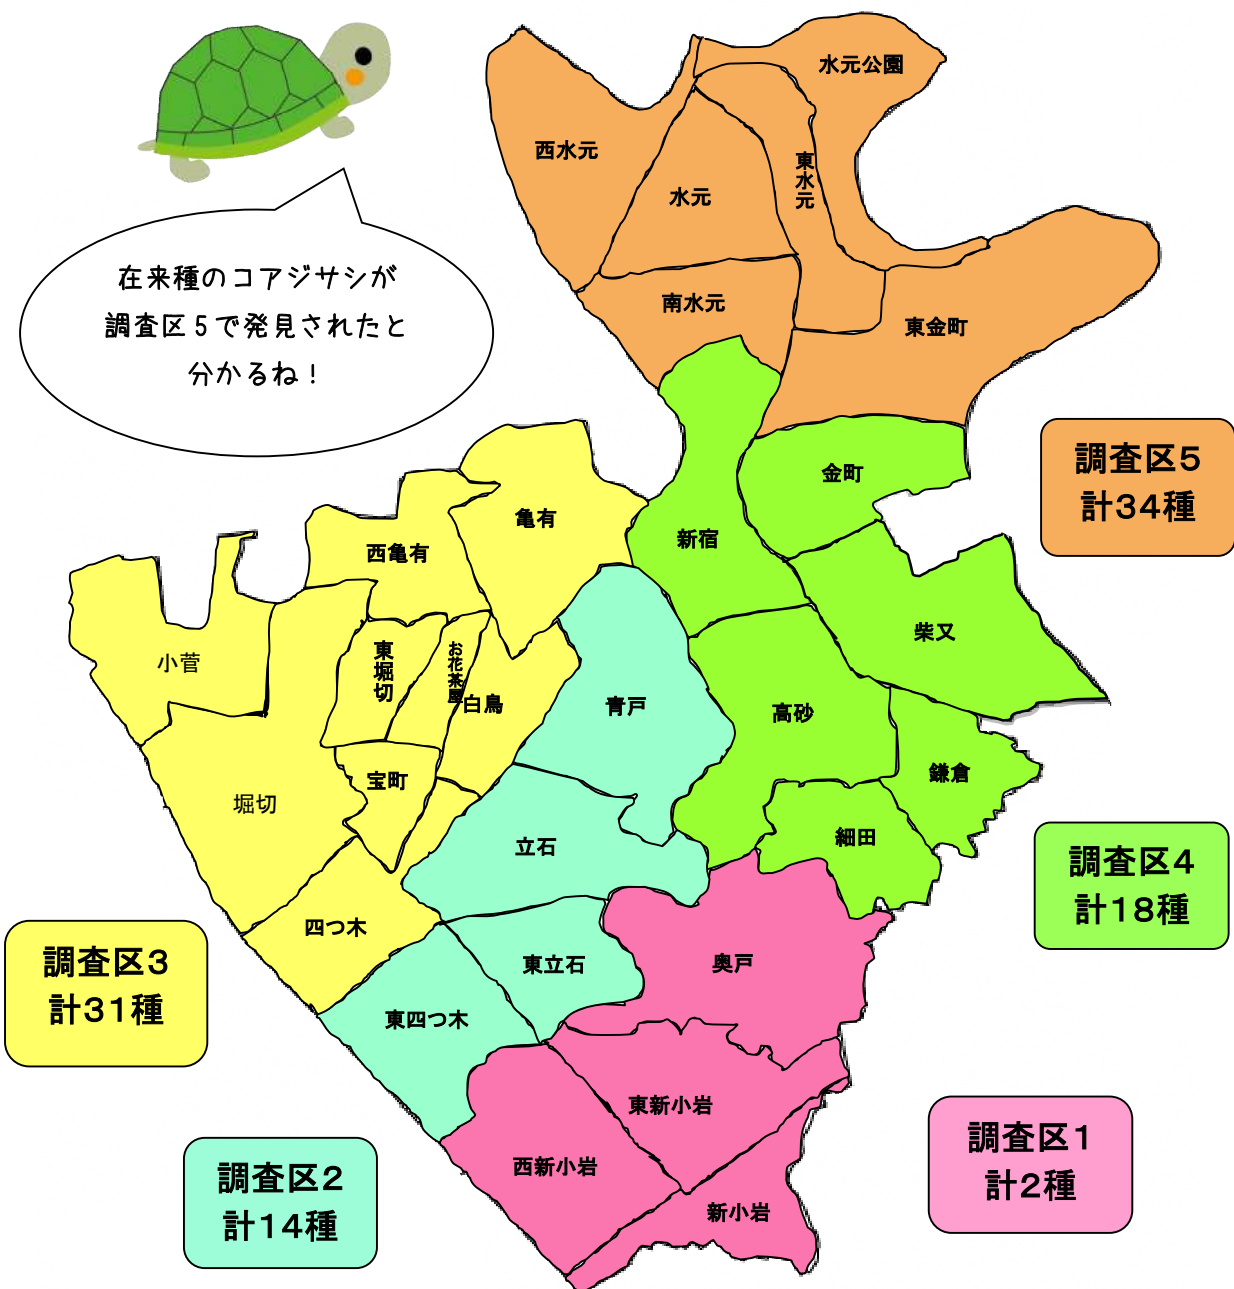 水元公園
西水元
東水元
水元
在来種のコアジサシが
調査区5で発見されたと
分かるね！
南水元
東金町
調査区5
計34種
金町
亀有
新宿
西亀有
柴又
小菅
東堀切
お花茶屋
白鳥
青戸
高砂
鎌倉
宝町
堀切
立石
細田
調査区4
計18種
四つ木
調査区3
計31種
東立石
奥戸
東四つ木
東新小岩
調査区1
計2種
西新小岩
調査区2
計14種
新小岩